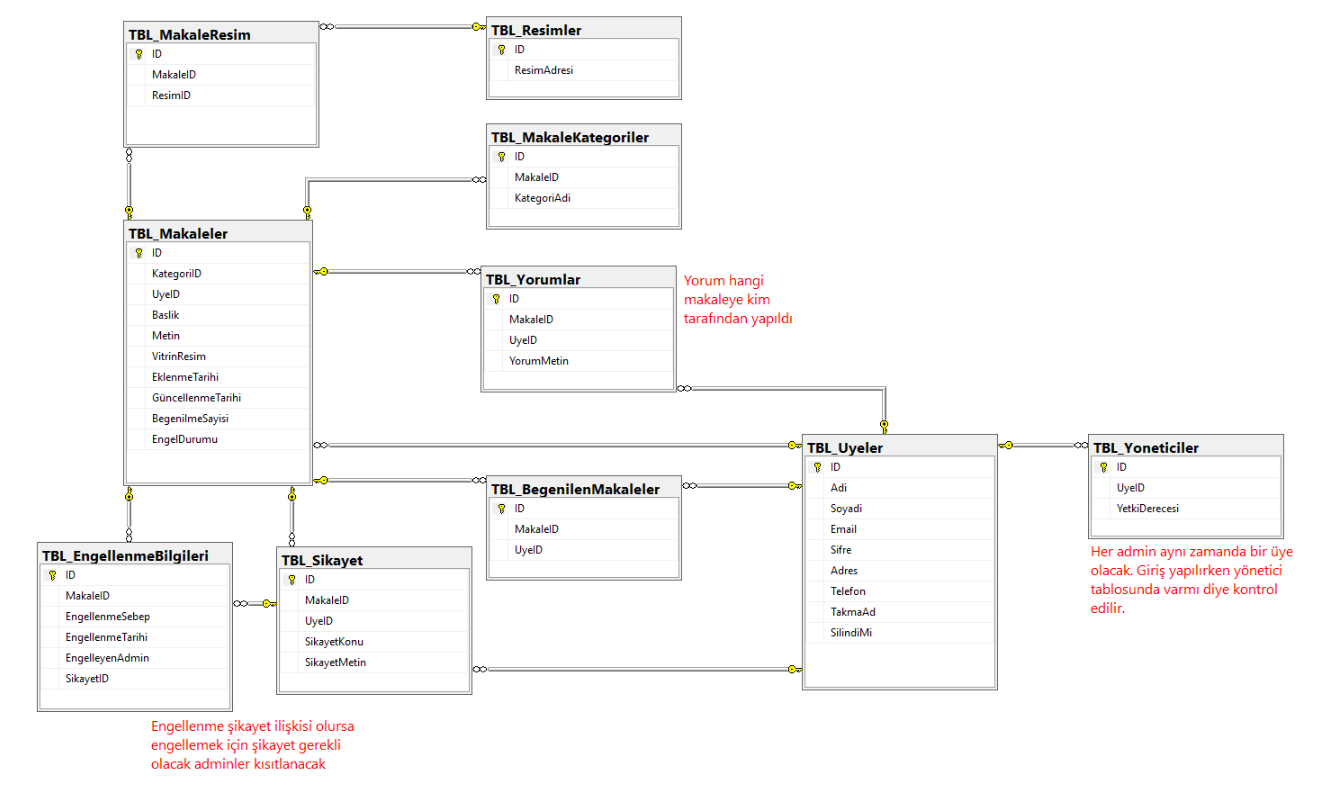 TBL_MakaleResim
ID
MakaleID
ResimID
TBL_Resimler
ID
ResimAdresi
TBL_MakaleKategoriler
ID
MakaleID
KategoriAdi
TBL_Makaleler
ID
KategoriID
UyeID
Baslik
Metin
VitrinResim
EklenmeTarihi
GüncellenmeTarihi
BegenilmeSayisi
EngelDurumu
TBL_Yorumlar
ID
MakaleID
UyeID
YorumMetin
Yorum hangi
makaleye kim
tarafından yapıldı
TBL_Uyeler
ID
Adi
Soyadi
Email
Sifre
Adres
Telefon
TakmaAd
SilindiMi
TBL_Yoneticiler
ID
UyeID
YetkiDerecesi
Her admin aynı zamanda bir üye
olacak. Giriş yapılırken yönetici
tablosunda varmı diye kontrol
edilir.
TBL_BegenilenMakaleler
ID
MakaleID
UyeID
TBL_EngellenmeBilgileri
ID
MakaleID
EngellenmeSebep
EngellenmeTarihi
EngelleyenAdmin
SikayetID
TBL_Sikayet
ID
MakaleID
UyeID
SikayetKonu
SikayetMetin
Engellenme şikayet ilişkisi olursa
engellemek için şikayet gerekli
olacak adminler kısıtlanacak